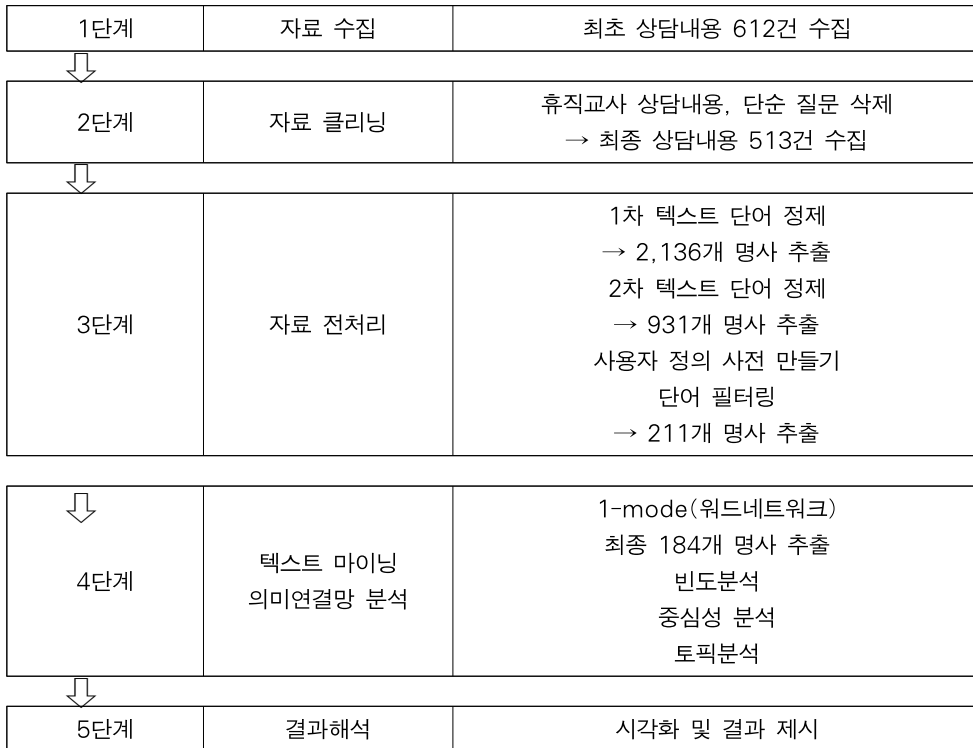 1단계 자료 수집 최초 상담내용 612건 수집
2단계 자료 클리닝 휴직교사 상담내용, 단순 질문 삭제
→ 최종 상담내용 513건 수집
3단계 자료 전처리 1차 텍스트 단어 정제
→ 2,136개 명사 추출
2차 텍스트 단어 정제
→ 931개 명사 추출
사용자 정의 사전 만들기
단어 필터링
→ 211개 명사 추출
4단계 텍스트 마이닝
의미연결망 분석
1-mode(워드네트워크)
최종 184개 명사 추출
빈도분석
중심성 분석
토픽분석
5단계 결과해석 시각화 및 결과 제시